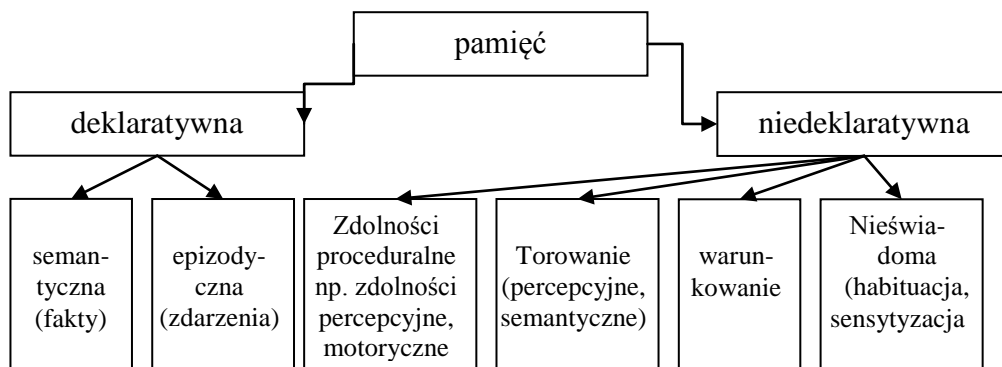 pamięć
deklaratywna
niedeklaratywna
seman-
tyczna
(fakty)
epizody-
czna
(zdarzenia)
Zdolności
proceduralne
np. zdolności
percepcyjne,
motoryczne
Torowanie
(percepcyjne,
semantyczne)
warun-
kowanie
Nieświa-
doma
(habituacja,
sensytyzacja